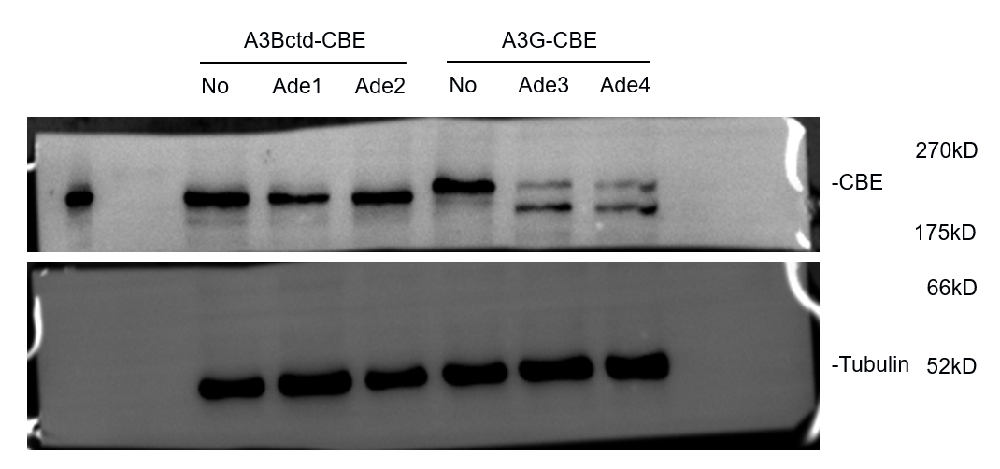 A3Bctd-CBE A3G-CBE
No Ade1 Ade2 No Ade3 Ade4
270kD
-CBE
175kD
66kD
-Tubulin 52kD